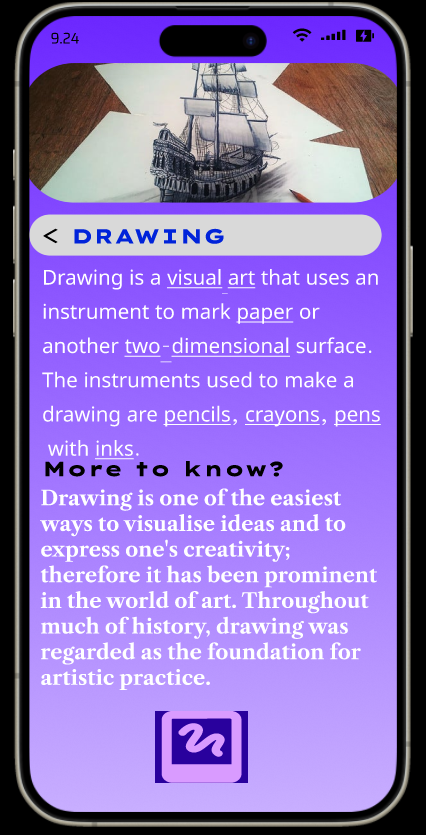 9.24
< DRAWING
Drawing is a visual art that uses an
instrument to mark paper or
another two-dimensional surface.
The instruments used to make a
drawing are pencils, crayons, pens
with inks.
More to know?
Drawing is one of the easiest
ways to visualise ideas and to
express one's creativity;
therefore it has been prominent
in the world of art. Throughout
much of history, drawing was
regarded as the foundation for
artistic practice.